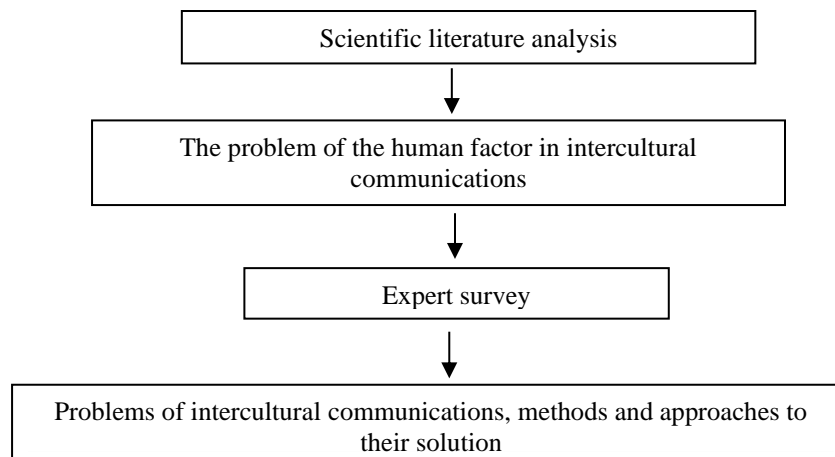 Scientific literature analysis
The problem of the human factor in intercultural
communications
Expert survey
Problems of intercultural communications, methods and approaches to
their solution